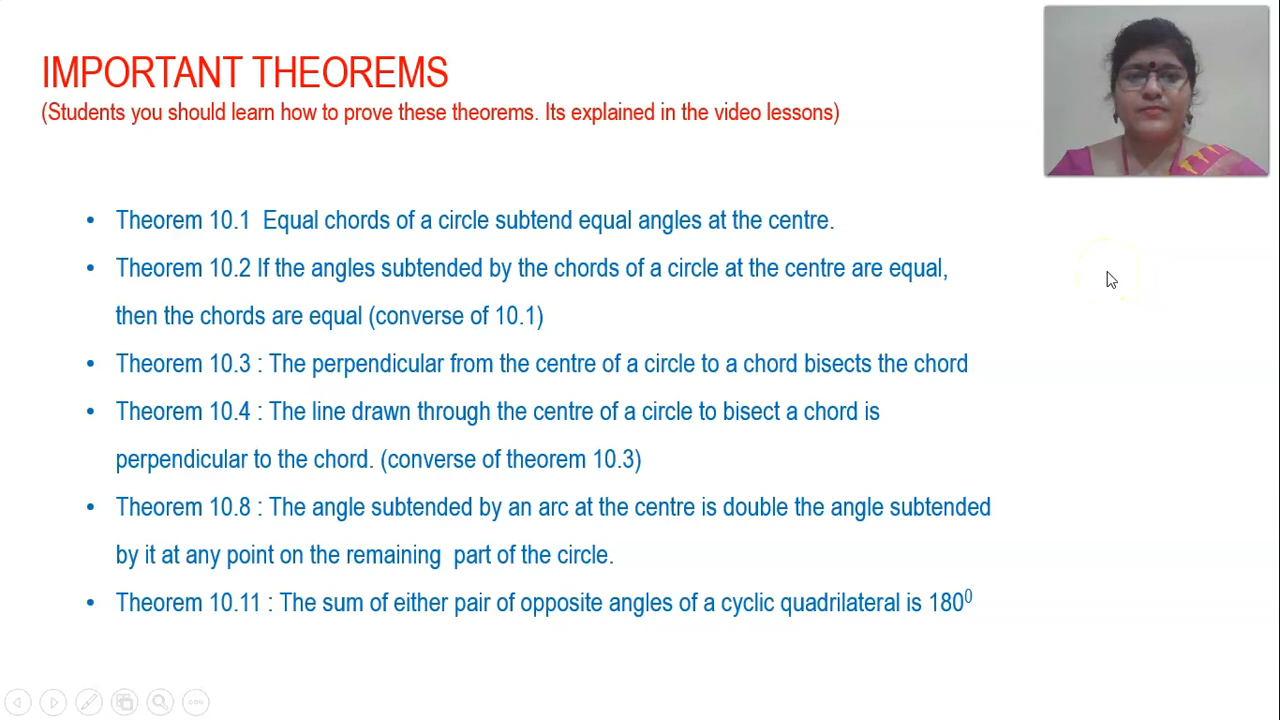 IMPORTANT THEOREMS
(Students you should learn how to prove these theorems. Its explained in the video lessons)
• Theorem 10.1  Equal chords of a circle subtend equal angles at the centre.
• Theorem 10.2 If the angles subtended by the chords of a circle at the centre are equal,
then the chords are equal (converse of 10.1)
• Theorem 10.3 : The perpendicular from the centre of a circle to a chord bisects the chord
• Theorem 10.4 : The line drawn through the centre of a circle to bisect a chord is
perpendicular to the chord. (converse of theorem 10.3)
• Theorem 10.8 : The angle subtended by an arc at the centre is double the angle subtended
by it at any point on the remaining  part of the circle.
• Theorem 10.11 : The sum of either pair of opposite angles of a cyclic quadrilateral is 180⁰